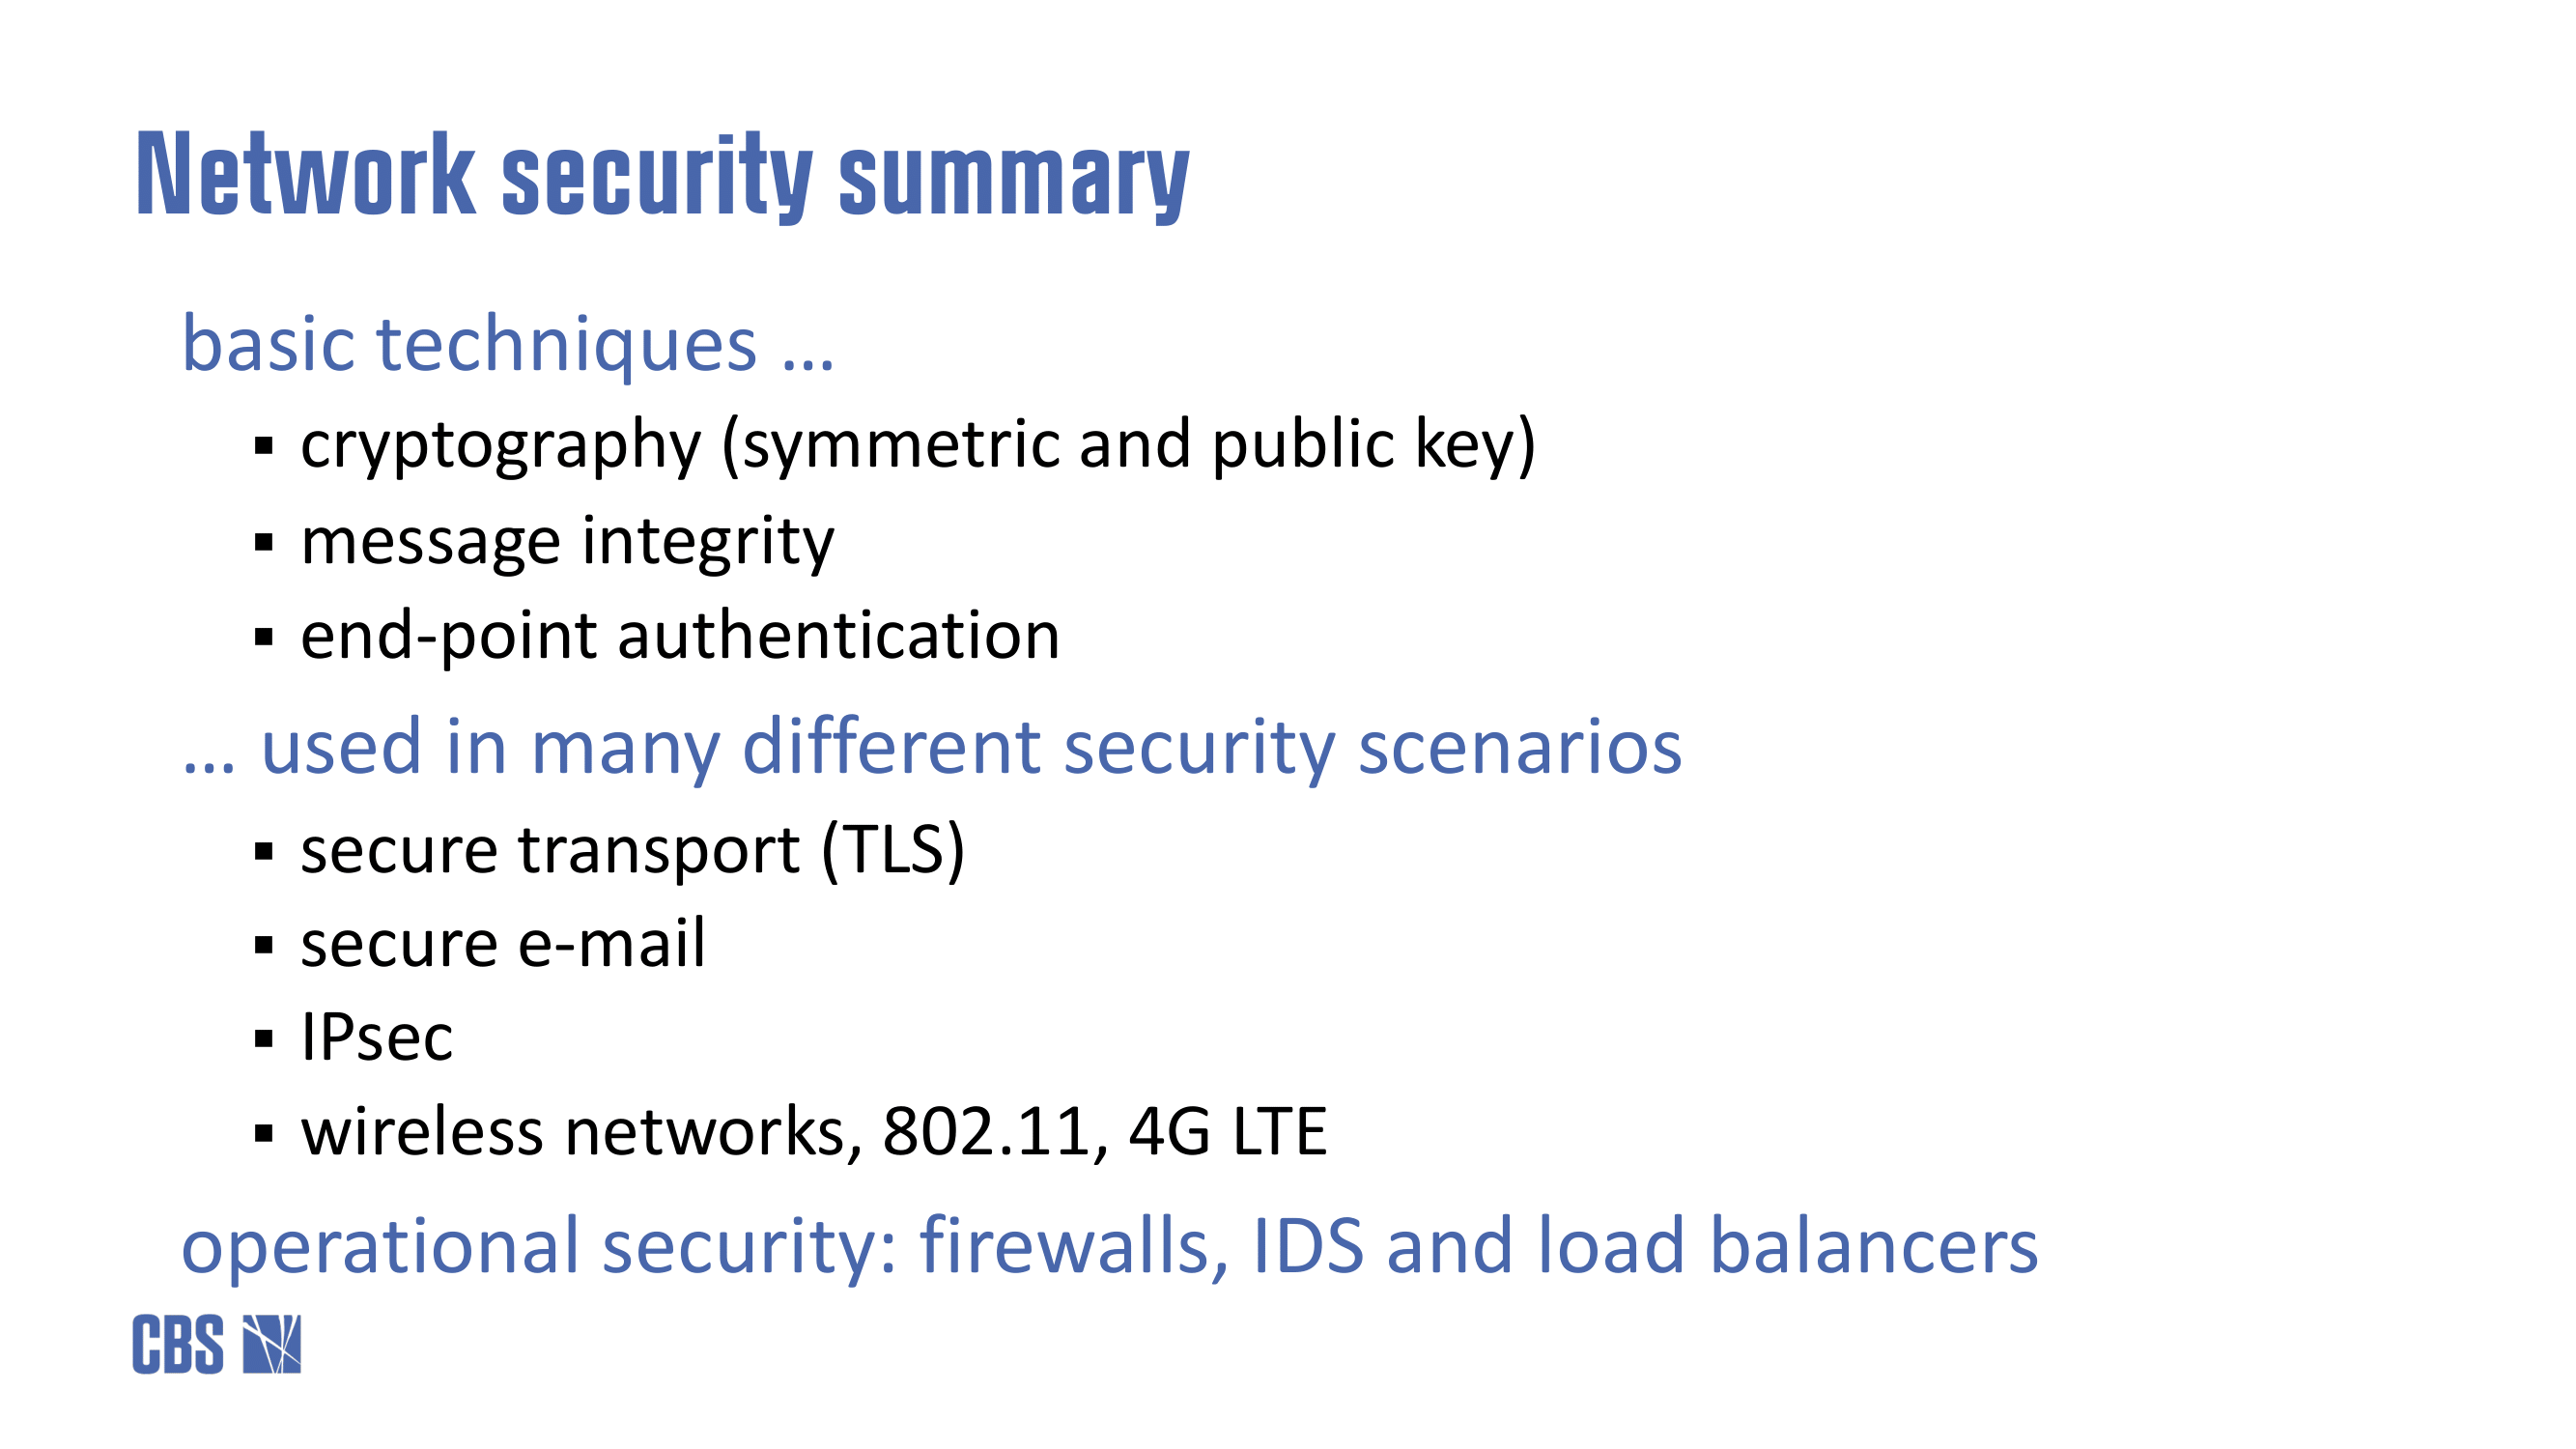 Network security summary
basic techniques …
▪ cryptography (symmetric and public key)
▪ message integrity
▪ end-point authentication
… used in many different security scenarios
▪ secure transport (TLS)
▪ secure e-mail
▪ IPsec
▪ wireless networks, 802.11, 4G LTE
operational security: firewalls, IDS and load balancers
CBS